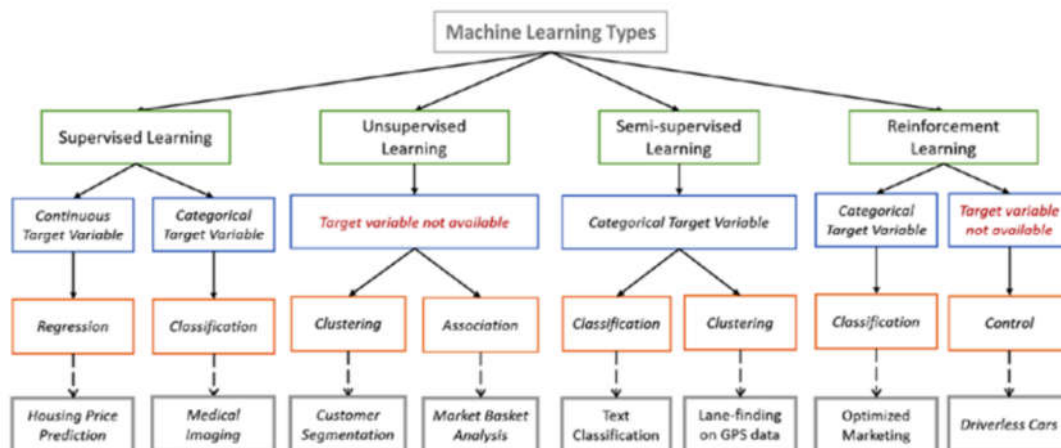 Machine Learning Types
Supervised Learning
Unsupervised
Learning
Semi-supervised
Learning
Reinforcement
Learning
Continuous
Target Variable
Categorical
Target Variable
Target variable not available
Categorical Target Variable
Categorical
Target Variable
Target variable
not available
Regression
Classification
Clustering
Association
Classification
Clustering
Classification
Control
Housing Price
Prediction
Medical
Imaging
Customer
Segmentation
Market Basket
Analysis
Text
Classification
Lane-finding
on GPS data
Optimized
Marketing
Driverless Cars